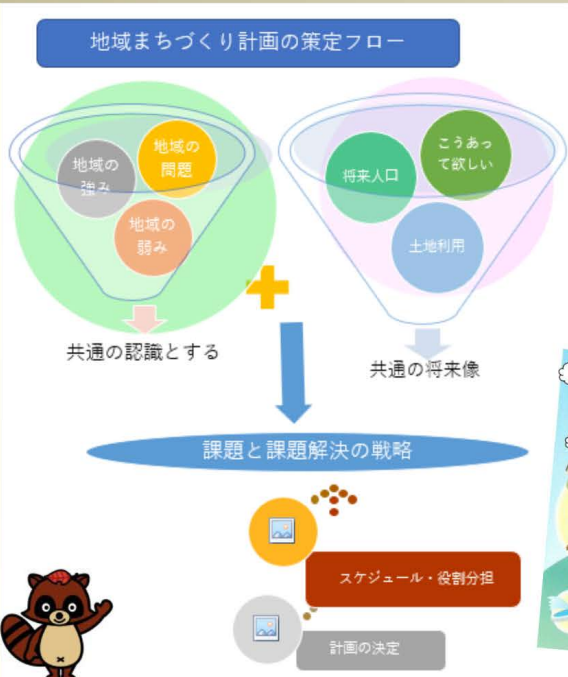 地域まちづくり計画の策定フロー
地域の
強み
地域の
問題
地域の
弱み
将来人口
こうあっ
て欲しい
土地利用
共通の認識とする
共通の将来像
課題と課題解決の戦略
スケジュール・役割分担
計画の決定